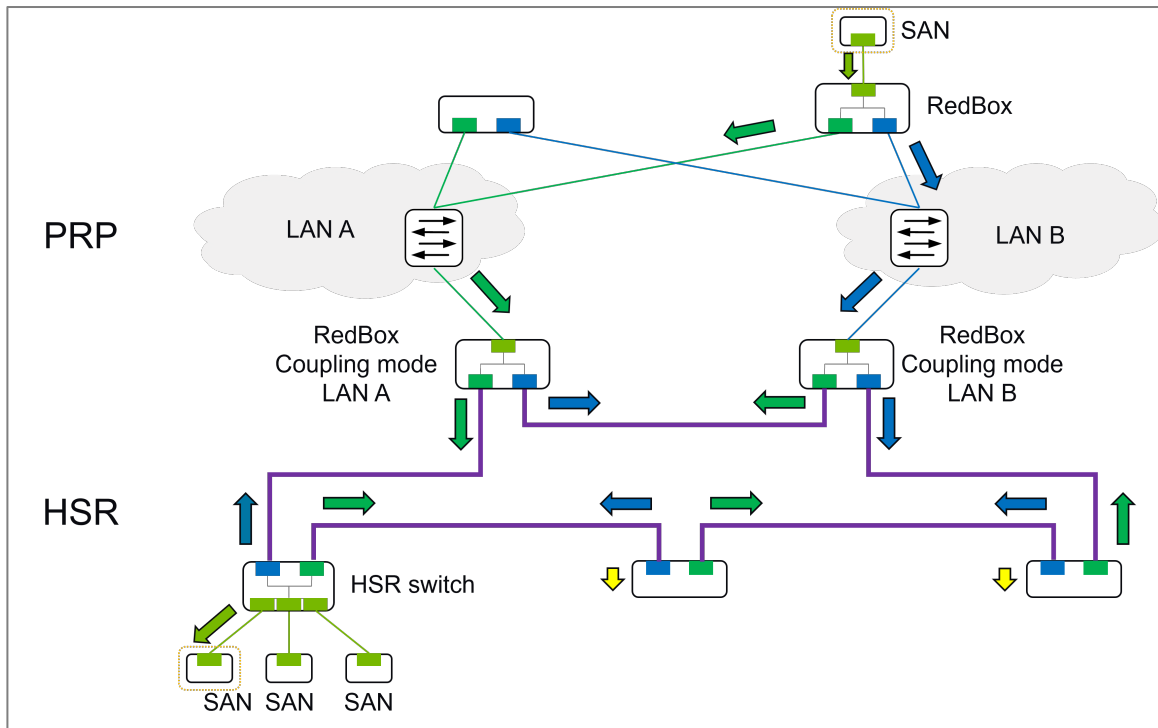 SAN
RedBox
PRP
LAN A
LAN B
RedBox
Coupling mode
LAN A
RedBox
Coupling mode
LAN B
HSR
HSR switch
SAN
SAN
SAN